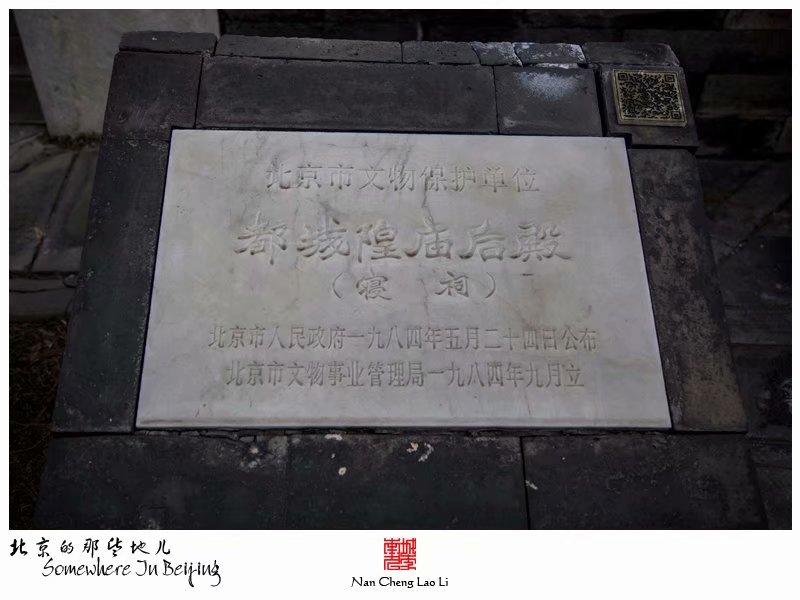 北京市文物保护单位
都城隍庙后殿
（寝 祠）
北京市人民政府一九八四年五月二十四日公布
北京市文物事业管理局一九八四年九月立
北京的那些地儿
Somewhere In Beijing
Nan Cheng Lao Li